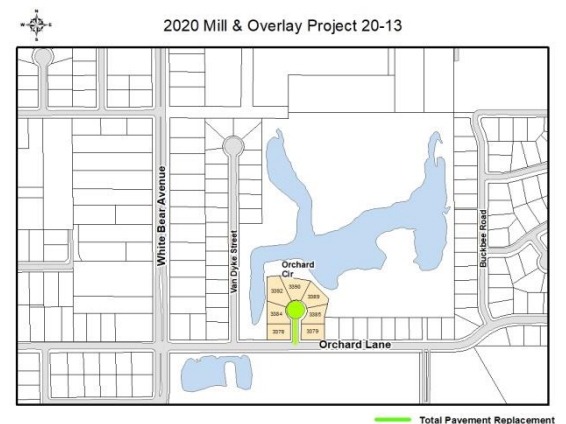 2020 Mill & Overlay Project 20-13
N
W E
S
White Bear Avenue
Van Dyke Street
Buckbee Road
Orchard
Cir
3392 3390
3389
3384 3385
3378 3379
Orchard Lane
Total Pavement Replacement